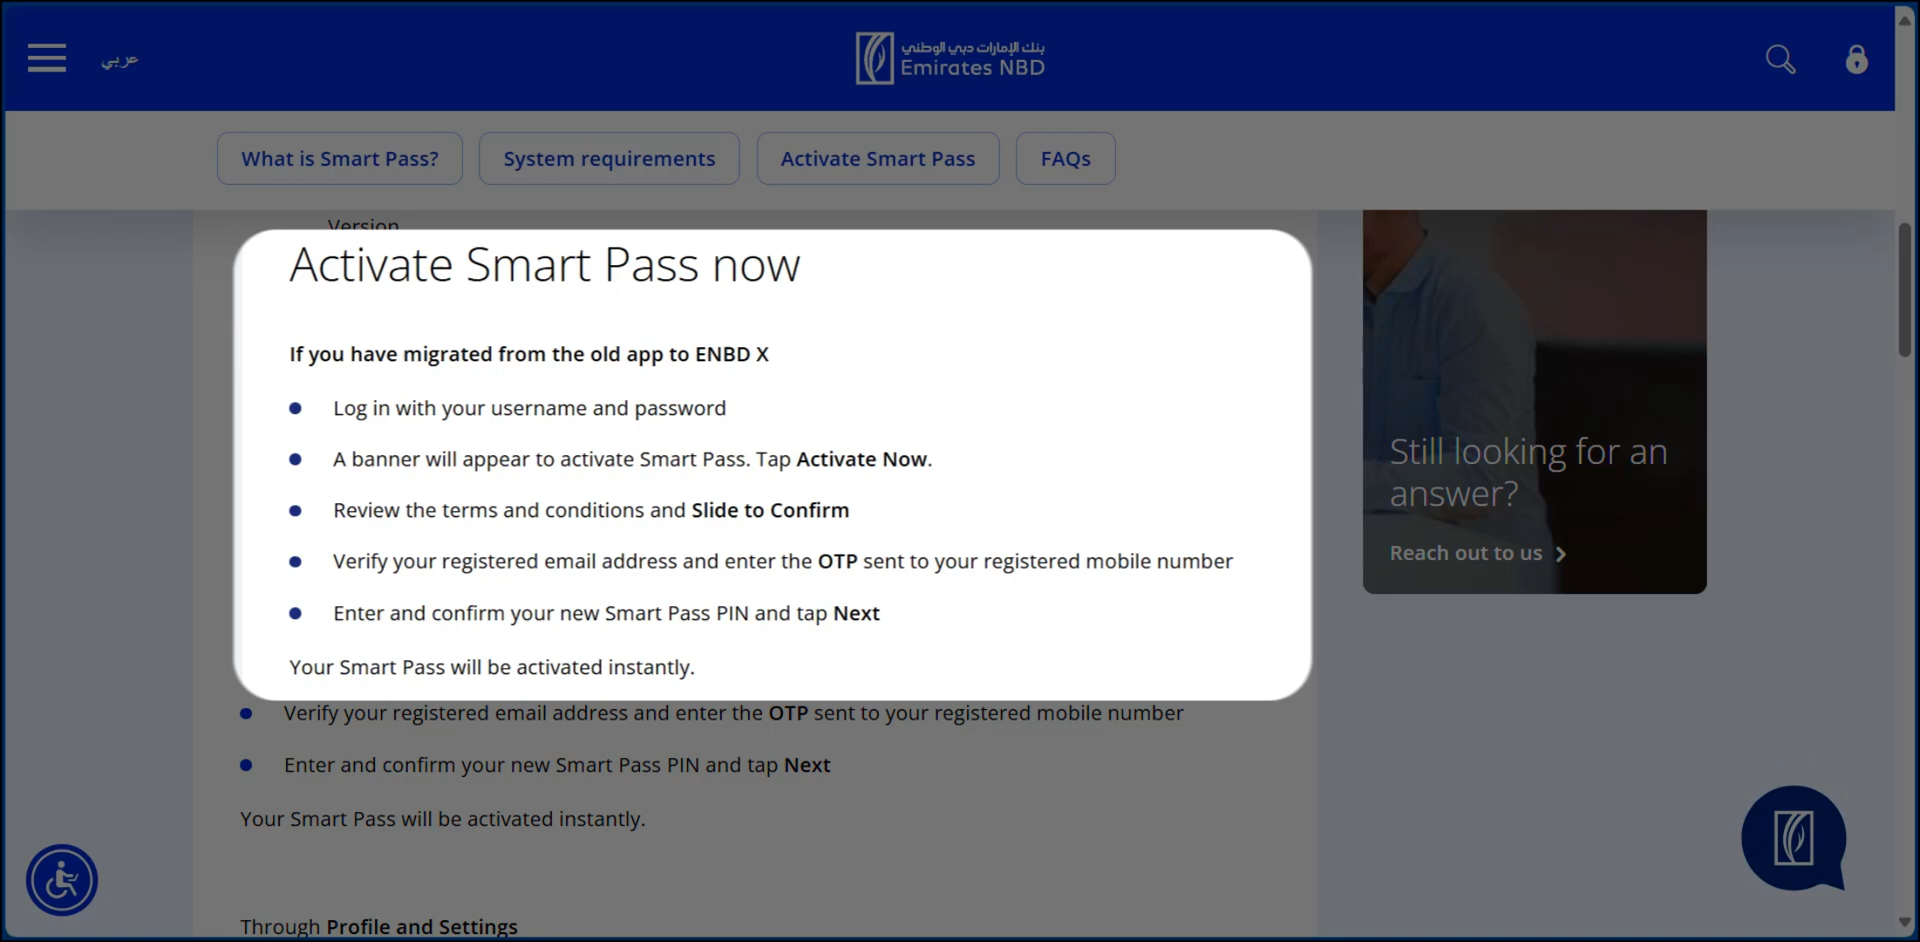 عربي
بنك الإمارات دبي الوطني
Emirates NBD
What is Smart Pass?
System requirements
Activate Smart Pass
FAQs
Version
Activate Smart Pass now
If you have migrated from the old app to ENBD X
Log in with your username and password
A banner will appear to activate Smart Pass. Tap Activate Now.
Review the terms and conditions and Slide to Confirm
Verify your registered email address and enter the OTP sent to your registered mobile number
Enter and confirm your new Smart Pass PIN and tap Next
Your Smart Pass will be activated instantly.
Verify your registered email address and enter the OTP sent to your registered mobile number
Enter and confirm your new Smart Pass PIN and tap Next
Your Smart Pass will be activated instantly.
Through Profile and Settings
Still looking for an
answer?
Reach out to us